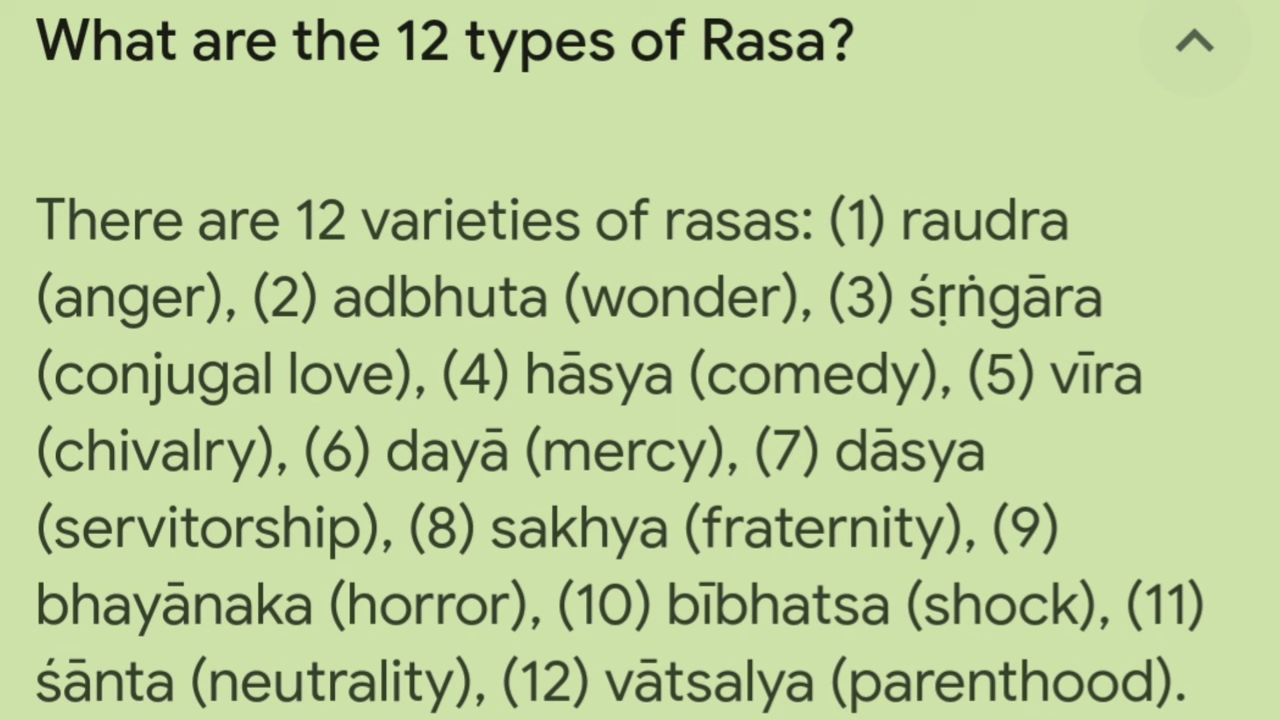 What are the 12 types of Rasa?
There are 12 varieties of rasas: (1) raudra
(anger), (2) adbhuta (wonder), (3) śṛṅgāra
(conjugal love), (4) hāsya (comedy), (5) vīra
(chivalry), (6) dayā (mercy), (7) dāsya
(servitorship), (8) sakhya (fraternity), (9)
bhayānaka (horror), (10) bībhatsa (shock), (11)
śānta (neutrality), (12) vātsalya (parenthood).